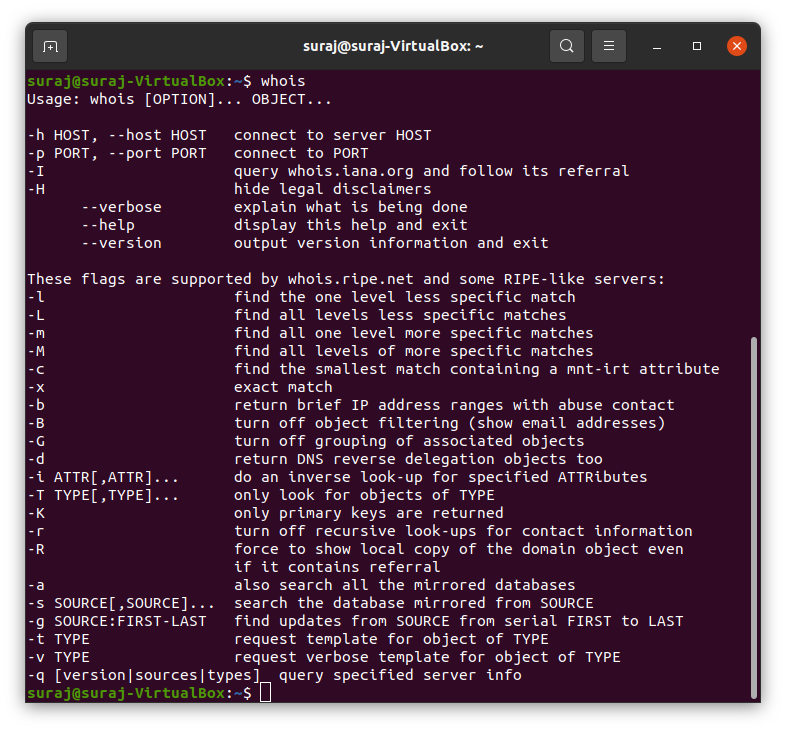 suraj@suraj-VirtualBox: ~
suraj@suraj-VirtualBox:~$ whois
Usage: whois [OPTION]... OBJECT...

-h HOST, --host HOST   connect to server HOST
-p PORT, --port PORT   connect to PORT
-I                     query whois.iana.org and follow its referral
-H                     hide legal disclaimers
      --verbose        explain what is being done
      --help           display this help and exit
      --version        output version information and exit

These flags are supported by whois.ripe.net and some RIPE-like servers:
-l                     find the one level less specific match
-L                     find all levels less specific matches
-m                     find all one level more specific matches
-M                     find all levels of more specific matches
-c                     find the smallest match containing a mnt-irt attribute
-x                     exact match
-b                     return brief IP address ranges with abuse contact
-B                     turn off object filtering (show email addresses)
-G                     turn off grouping of associated objects
-d                     return DNS reverse delegation objects too
-i ATTR[,ATTR]...      do an inverse look-up for specified ATTRibutes
-T TYPE[,TYPE]...      only look for objects of TYPE
-K                     only primary keys are returned
-r                     turn off recursive look-ups for contact information
-R                     force to show local copy of the domain object even
                       if it contains referral
-a                     also search all the mirrored databases
-s SOURCE[,SOURCE]...  search the database mirrored from SOURCE
-g SOURCE:FIRST-LAST   find updates from SOURCE from serial FIRST to LAST
-t TYPE                request template for object of TYPE
-v TYPE                request verbose template for object of TYPE
-q [version|sources|types]  query specified server info
suraj@suraj-VirtualBox:~$